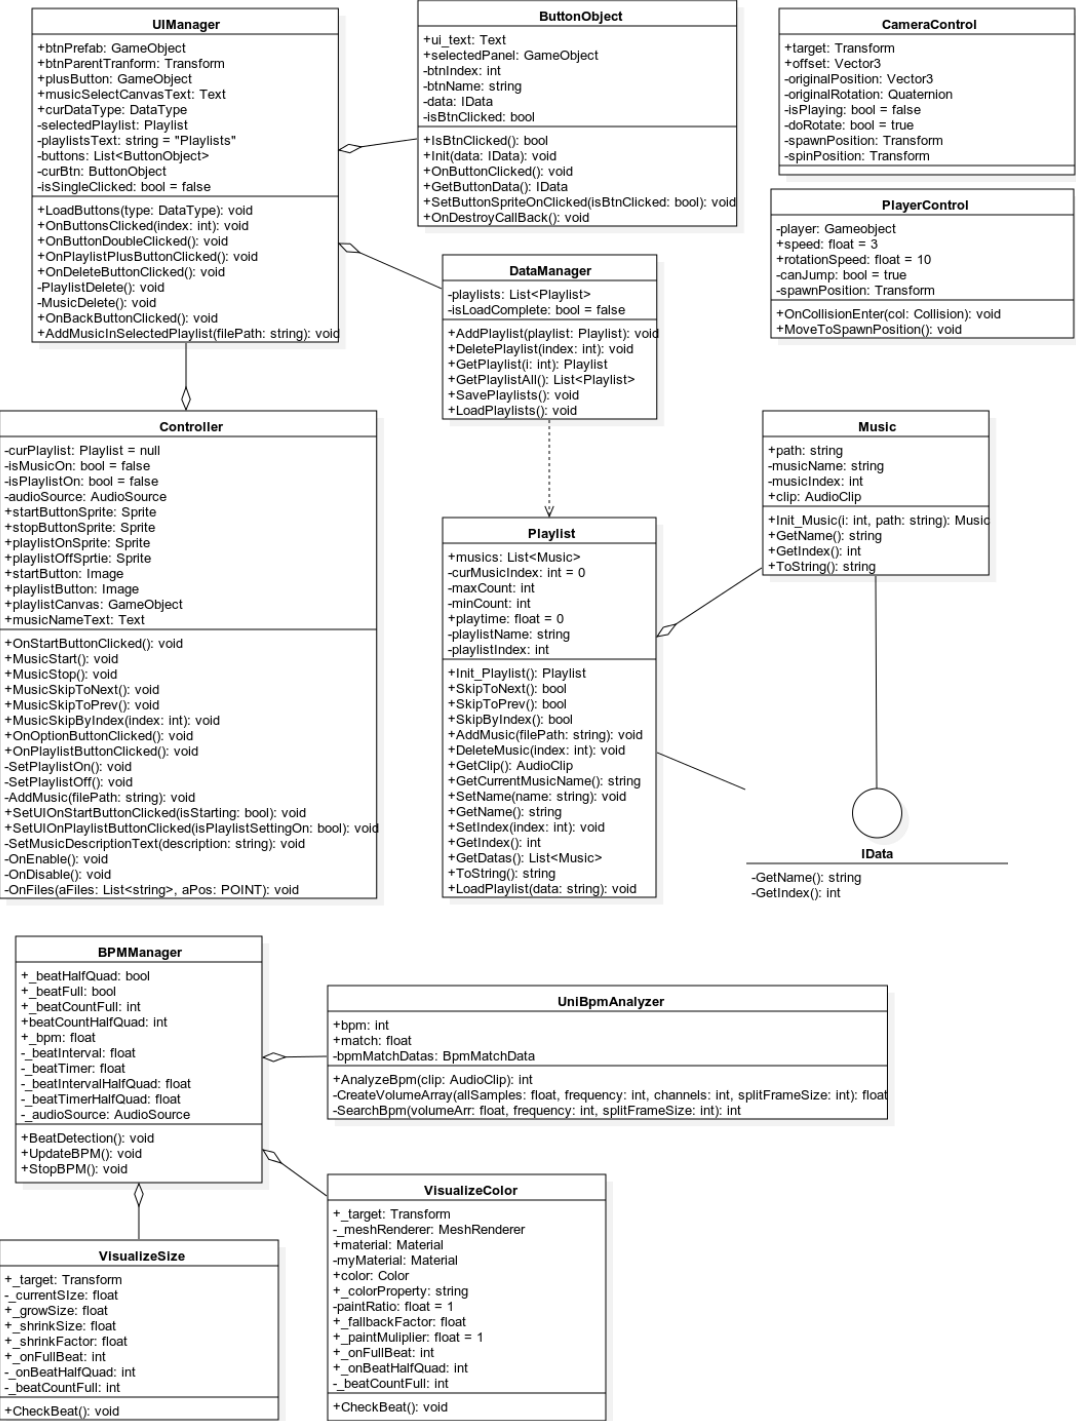 UIManager
+btnPrefab: GameObject
+btnParentTranform: Transform
+plusButton: GameObject
+musicSelectCanvasText: Text
+curDataType: DataType
-selectedPlaylist: Playlist
-playlistsText: string = "Playlists"
-buttons: List<ButtonObject>
-curBtn: ButtonObject
-isSingleClicked: bool = false
+LoadButtons(type: DataType): void
+OnButtonsClicked(index: int): void
+OnButtonDoubleClicked(): void
+OnPlaylistPlusButtonClicked(): void
+OnDeleteButtonClicked(): void
-PlaylistDelete(): void
-MusicDelete(): void
+OnBackButtonClicked(): void
+AddMusicInSelectedPlaylist(filePath: string): void
ButtonObject
+ui_text: Text
+selectedPanel: GameObject
-btnIndex: int
-btnName: string
-data: IData
-isBtnClicked: bool
+IsBtnClicked(): bool
+Init(data: IData): void
+OnButtonClicked(): void
+GetButtonData(): IData
+SetButtonSpriteOnClicked(isBtnClicked: bool): void
+OnDestroyCallBack(): void
CameraControl
+target: Transform
+offset: Vector3
-originalPosition: Vector3
-originalRotation: Quaternion
-isPlaying: bool = false
-doRotate: bool = true
-spawnPosition: Transform
-spinPosition: Transform
PlayerControl
-player: Gameobject
+speed: float = 3
+rotationSpeed: float = 10
-canJump: bool = true
-spawnPosition: Transform
+OnCollisionEnter(col: Collision): void
+MoveToSpawnPosition(): void
DataManager
-playlists: List<Playlist>
-isLoadComplete: bool = false
+AddPlaylist(playlist: Playlist): void
+DeletePlaylist(index: int): void
+GetPlaylist(i: int): Playlist
+GetPlaylistAll(): List<Playlist>
+SavePlaylists(): void
+LoadPlaylists(): void
Controller
-curPlaylist: Playlist = null
-isMusicOn: bool = false
-isPlaylistOn: bool = false
-audioSource: AudioSource
+startButtonSprite: Sprite
+stopButtonSprite: Sprite
+playlistOnSprite: Sprite
+playlistOffSprtie: Sprite
+startButton: Image
+playlistButton: Image
+playlistCanvas: GameObject
+musicNameText: Text
+OnStartButtonClicked(): void
+MusicStart(): void
+MusicStop(): void
+MusicSkipToNext(): void
+MusicSkipToPrev(): void
+MusicSkipByIndex(index: int): void
+OnOptionButtonClicked(): void
+OnPlaylistButtonClicked(): void
-SetPlaylistOn(): void
-SetPlaylistOff(): void
-AddMusic(filePath: string): void
+SetUIOnStartButtonClicked(isStarting: bool): void
+SetUIOnPlaylistButtonClicked(isPlaylistSettingOn: bool): void
-SetMusicDescriptionText(description: string): void
-OnEnable(): void
-OnDisable(): void
-OnFiles(aFiles: List<string>, aPos: POINT): void
Music
+path: string
-musicName: string
-musicIndex: int
+clip: AudioClip
+Init_Music(i: int, path: string): Music
+GetName(): string
+GetIndex(): int
+ToString(): string
Playlist
+musics: List<Music>
-curMusicIndex: int = 0
-maxCount: int
-minCount: int
+playtime: float = 0
-playlistName: string
-playlistIndex: int
+Init_Playlist(): Playlist
+SkipToNext(): bool
+SkipToPrev(): bool
+SkipByIndex(): bool
+AddMusic(filePath: string): void
+DeleteMusic(index: int): void
+GetClip(): AudioClip
+GetCurrentMusicName(): string
+SetName(name: string): void
+GetName(): string
+SetIndex(index: int): void
+GetIndex(): int
+GetDatas(): List<Music>
+ToString(): string
+LoadPlaylist(data: string): void
IData
-GetName(): string
-GetIndex(): int
BPMManager
+_beatHalfQuad: bool
+_beatFull: bool
+_beatCountFull: int
+beatCountHalfQuad: int
+_bpm: float
-_beatInterval: float
-_beatTimer: float
-_beatIntervalHalfQuad: float
-_beatTimerHalfQuad: float
-_audioSource: AudioSource
+BeatDetection(): void
+UpdateBPM(): void
+StopBPM(): void
UniBpmAnalyzer
+bpm: int
+match: float
-bpmMatchDatas: BpmMatchData
+AnalyzeBpm(clip: AudioClip): int
-CreateVolumeArray(allSamples: float, frequency: int, channels: int, splitFrameSize: int): float
-SearchBpm(volumeArr: float, frequency: int, splitFrameSize: int): int
VisualizeColor
+_target: Transform
-_meshRenderer: MeshRenderer
+material: Material
-myMaterial: Material
+color: Color
+_colorProperty: string
-paintRatio: float = 1
+_fallbackFactor: float
+_paintMuliplier: float = 1
+_onFullBeat: int
+_onBeatHalfQuad: int
-_beatCountFull: int
+CheckBeat(): void
VisualizeSize
+_target: Transform
-_currentSIze: float
+_growSize: float
+_shrinkSize: float
+_shrinkFactor: float
+_onFullBeat: int
-_onBeatHalfQuad: int
-_beatCountFull: int
+CheckBeat(): void